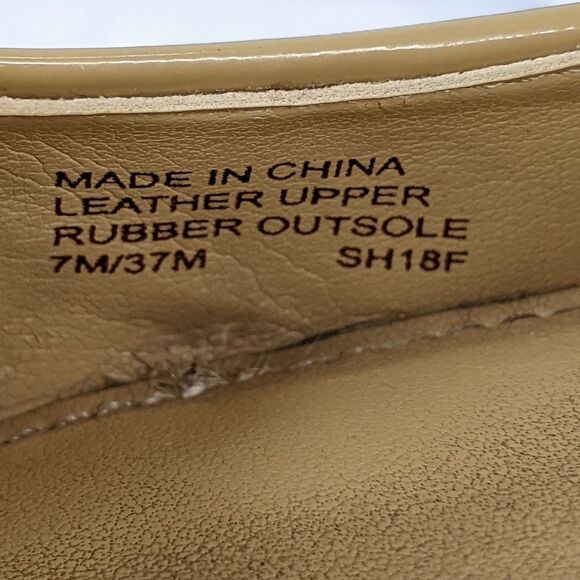 MADE IN CHINA
LEATHER UPPER
RUBBER OUTSOLE
7M/37M SH18F